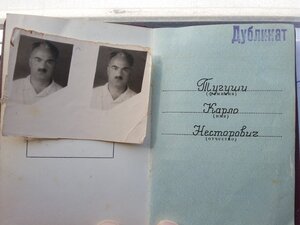 Дубликат
Тугуши
(фамилия)
Карло
(имя)
Несторович
(отчество)